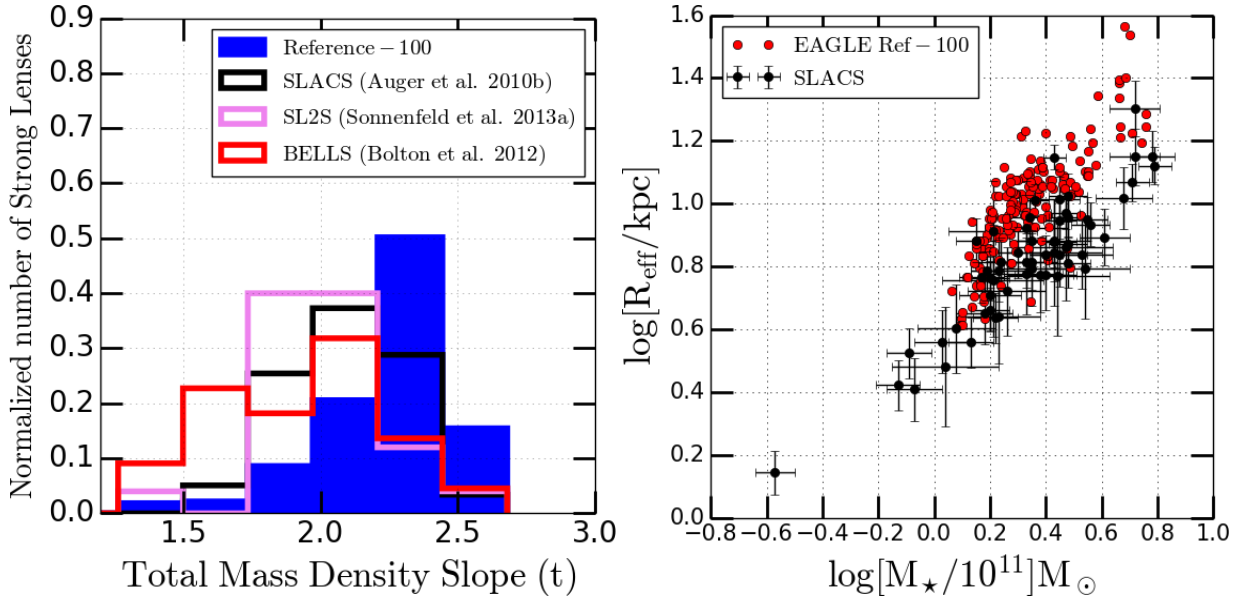 0.9
0.8
0.7
0.6
0.5
0.4
0.3
0.2
0.1
0.0
Normalized number of Strong Lenses
Reference − 100
SLACS (Auger et al. 2010b)
SL2S (Sonnenfeld et al. 2013a)
BELLS (Bolton et al. 2012)
1.5 2.0 2.5 3.0
Total Mass Density Slope (t)
1.6
1.4
1.2
1.0
0.8
0.6
0.4
0.2
0.0
log[R_eff/kpc]
EAGLE Ref − 100
SLACS
−0.8 −0.6 −0.4 −0.2 0.0 0.2 0.4 0.6 0.8 1.0
log[M⋆/10¹¹]M⊙